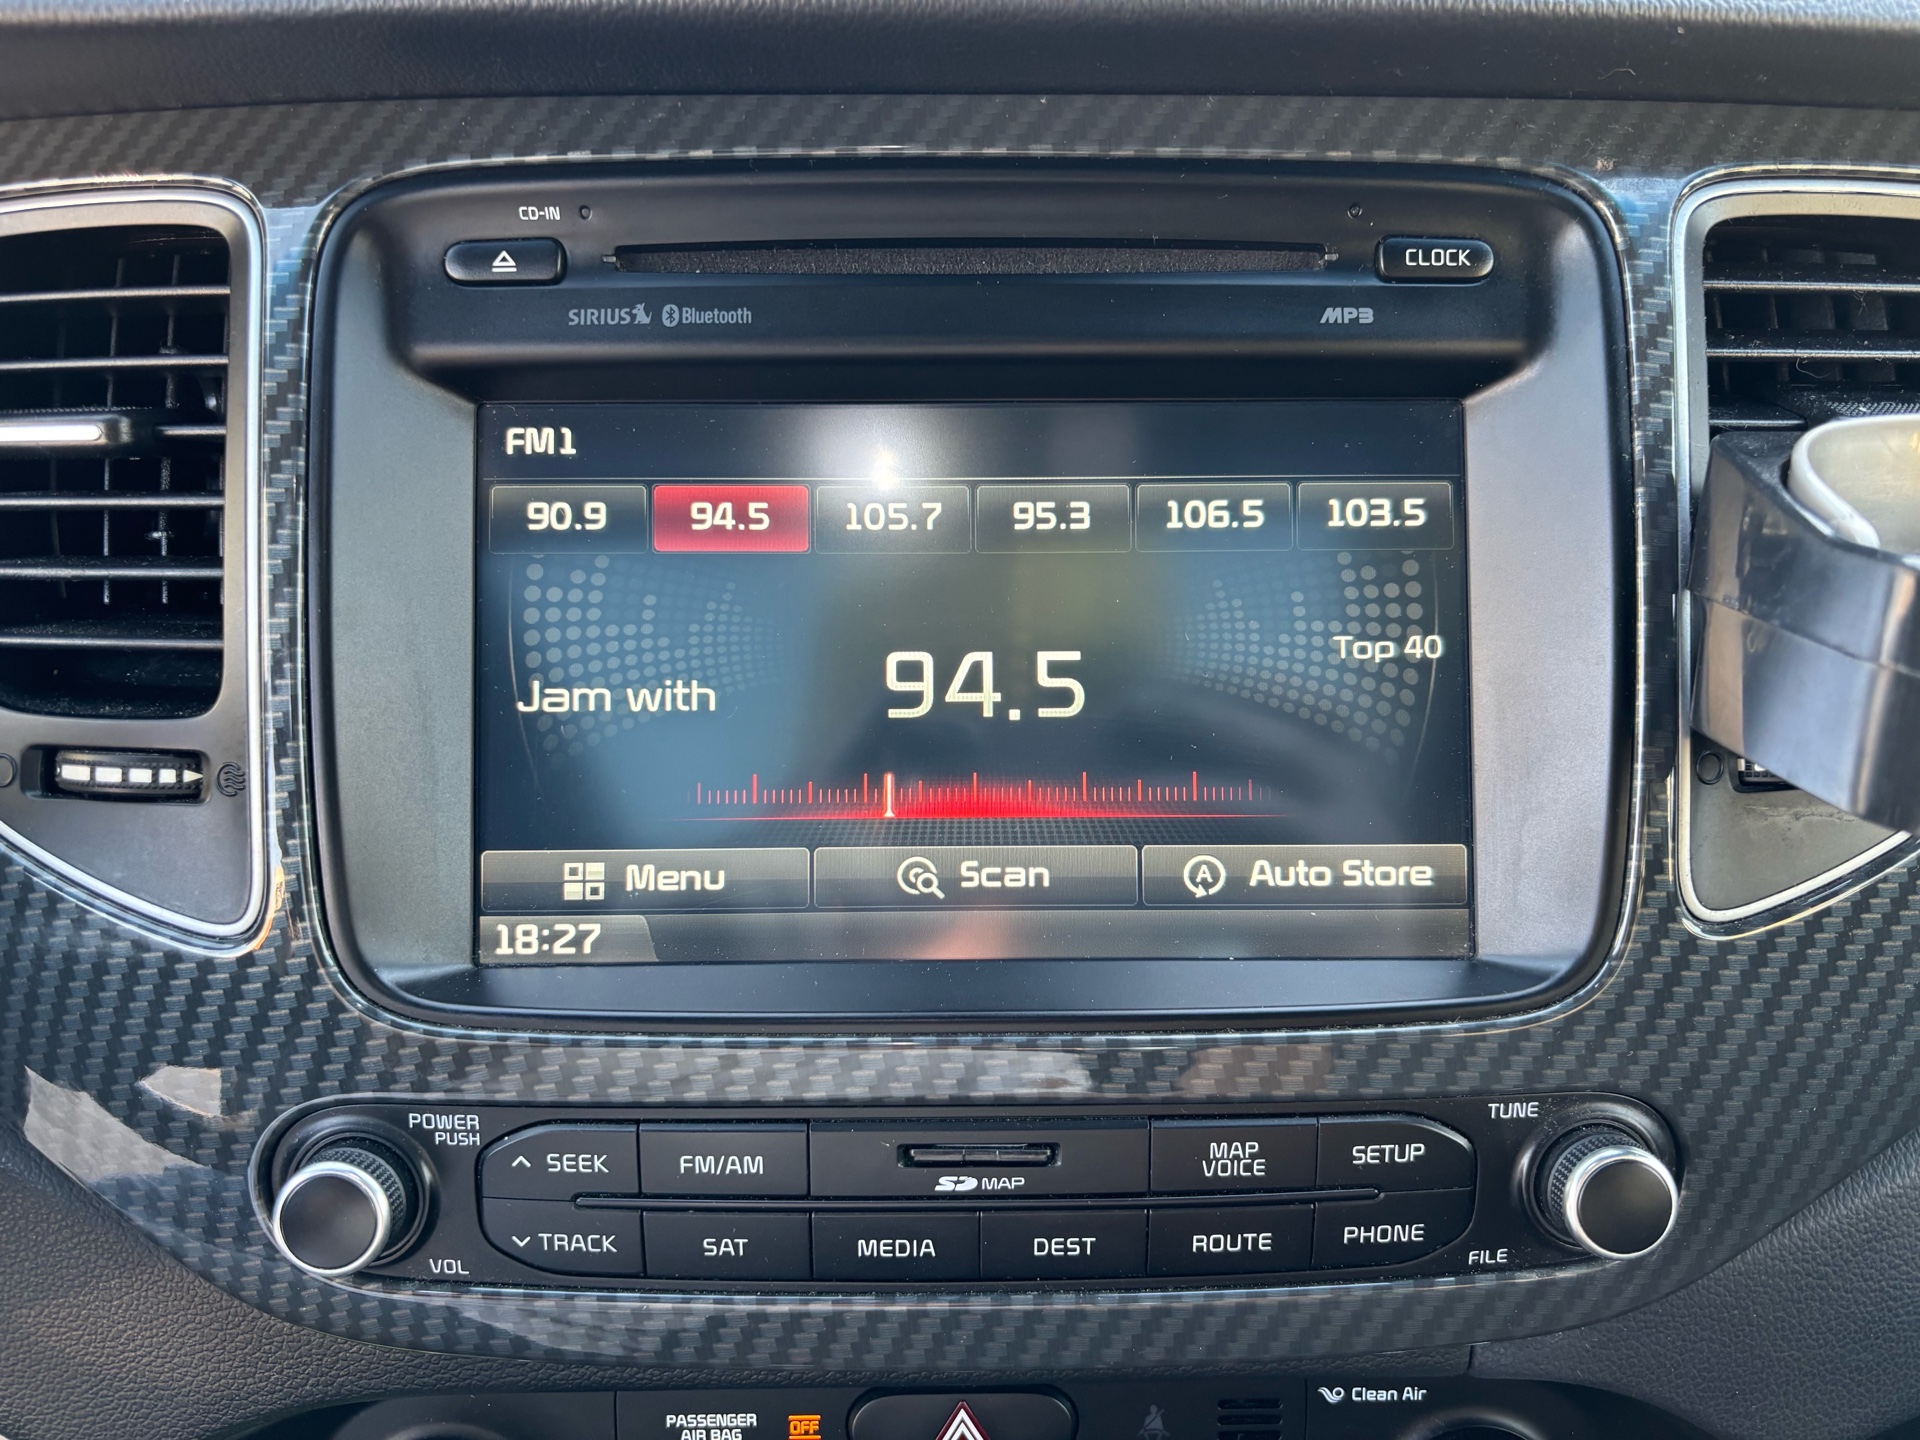 CD-IN
CLOCK
SIRIUS Bluetooth MP3
FM1
90.9 94.5 105.7 95.3 106.5 103.5
Top 40
Jam with 94.5
Menu Scan A Auto Store
18:27
POWER
PUSH
VOL
SEEK
FM/AM
SD MAP
MAP
VOICE
SETUP
TRACK
SAT
MEDIA
DEST
ROUTE
PHONE
TUNE
FILE
PASSENGER
AIR BAG
OFF
Clean Air